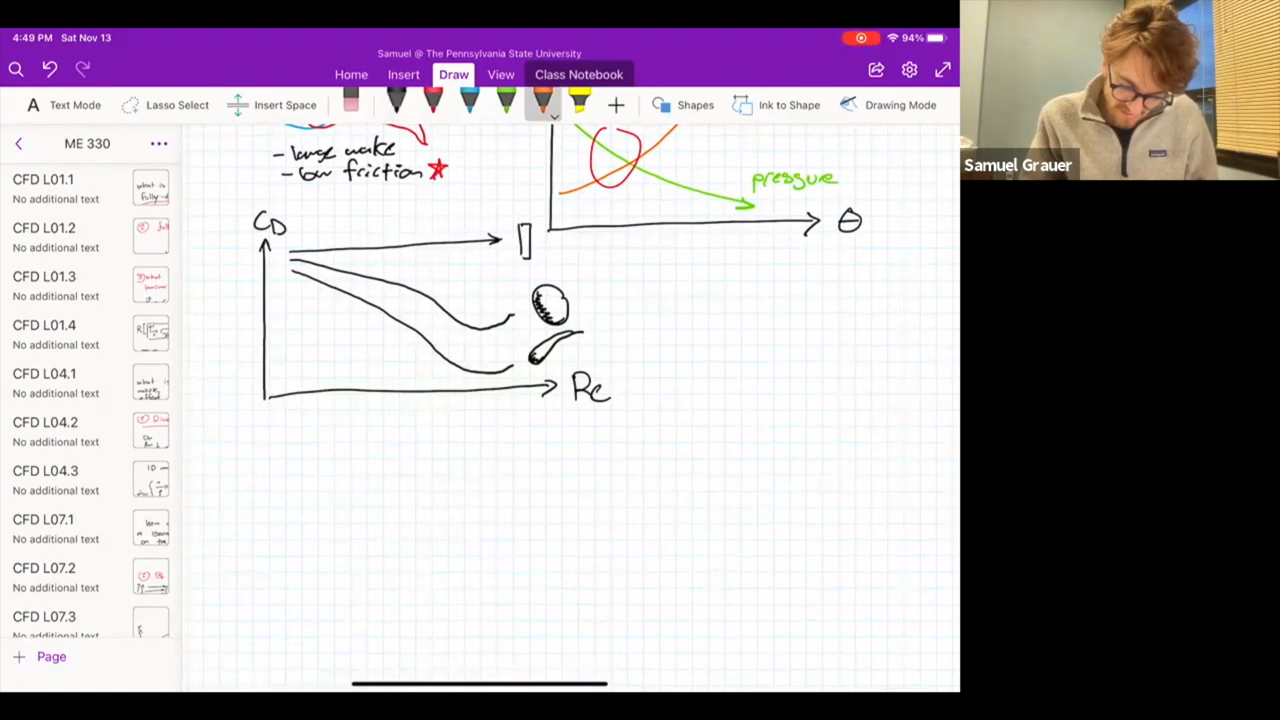 4:49 PM Sat Nov 13
94%
Samuel @ The Pennsylvania State University
Home Insert Draw View Class Notebook
A Text Mode Lasso Select Insert Space Shapes Ink to Shape Drawing Mode
ME 330
CFD L01.1
No additional text
CFD L01.2
No additional text
CFD L01.3
No additional text
CFD L01.4
No additional text
CFD L04.1
No additional text
CFD L04.2
No additional text
CFD L04.3
No additional text
CFD L07.1
No additional text
CFD L07.2
No additional text
CFD L07.3
No additional text
+ Page
- large wake
- low friction
pressure
θ
CD
Re
Samuel Grauer